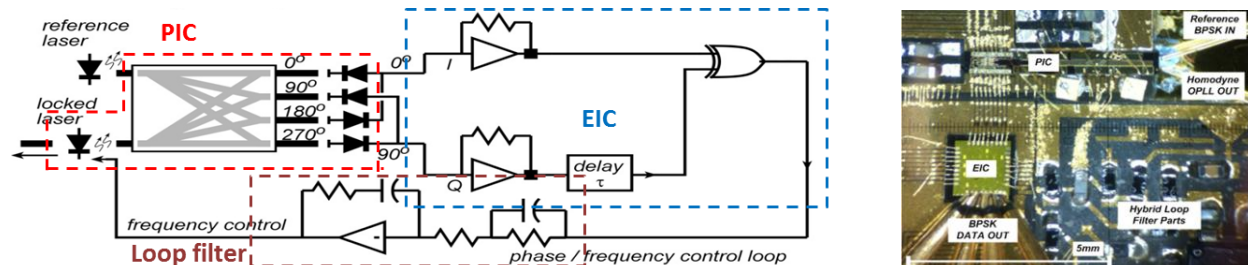 reference
laser
PIC
locked
laser
0°
90°
180°
270°
0°
90°
I
Q
EIC
delay
τ
frequency control
Loop filter
phase / frequency control loop
Reference
BPSK IN
PIC
Homodyne
OPLL OUT
EIC
BPSK
DATA OUT
Hybrid Loop
Filter Parts
5mm